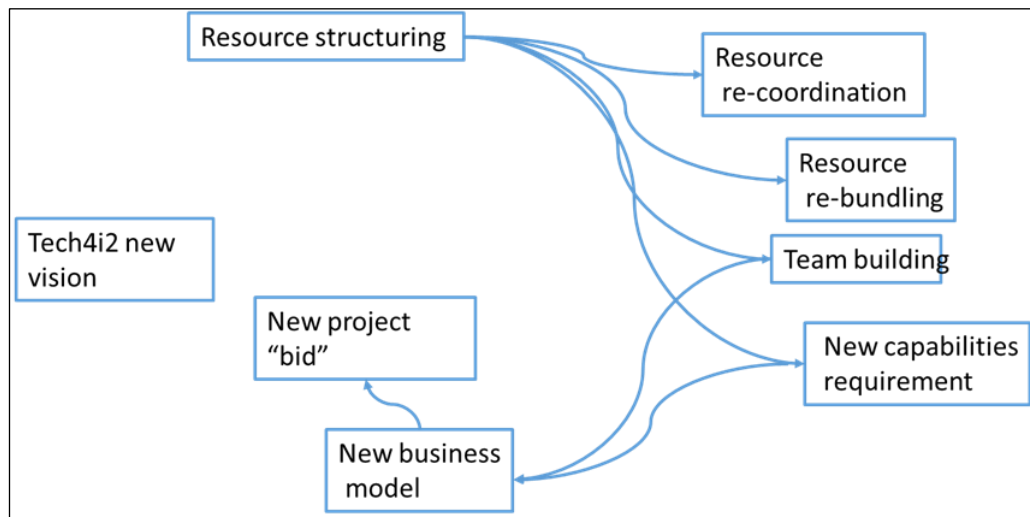 Resource structuring
Resource
re-coordination
Resource
re-bundling
Tech4i2 new
vision
Team building
New project
“bid”
New capabilities
requirement
New business
model